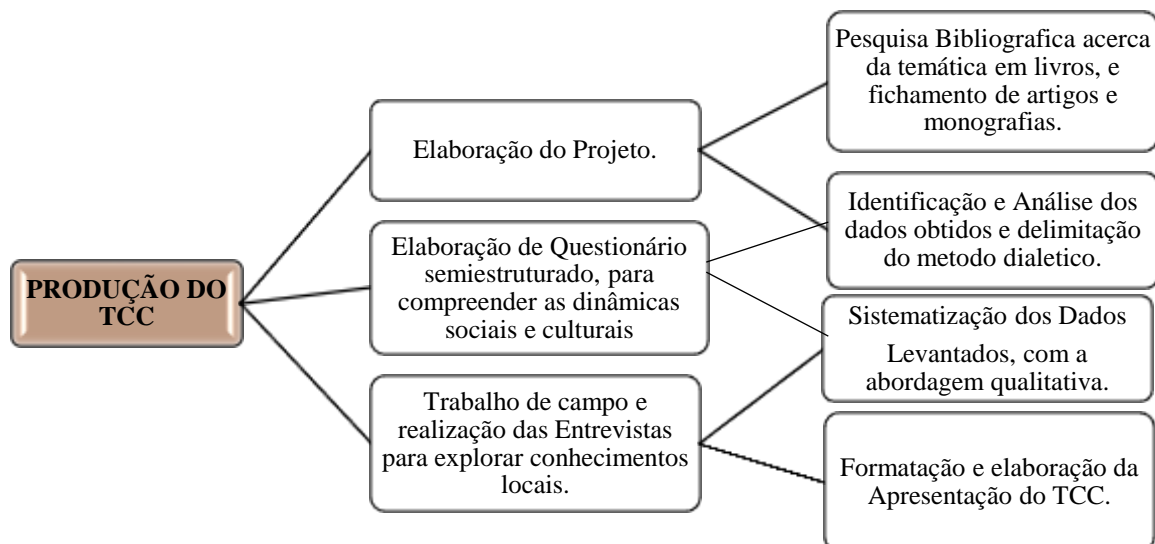 PRODUÇÃO DO
TCC
Elaboração do Projeto.
Elaboração de Questionário
semiestruturado, para
compreender as dinâmicas
sociais e culturais
Trabalho de campo e
realização das Entrevistas
para explorar conhecimentos
locais.
Pesquisa Bibliografica acerca
da temática em livros, e
fichamento de artigos e
monografias.
Identificação e Análise dos
dados obtidos e delimitação
do metodo dialetico.
Sistematização dos Dados
Levantados, com a
abordagem qualitativa.
Formatação e elaboração da
Apresentação do TCC.